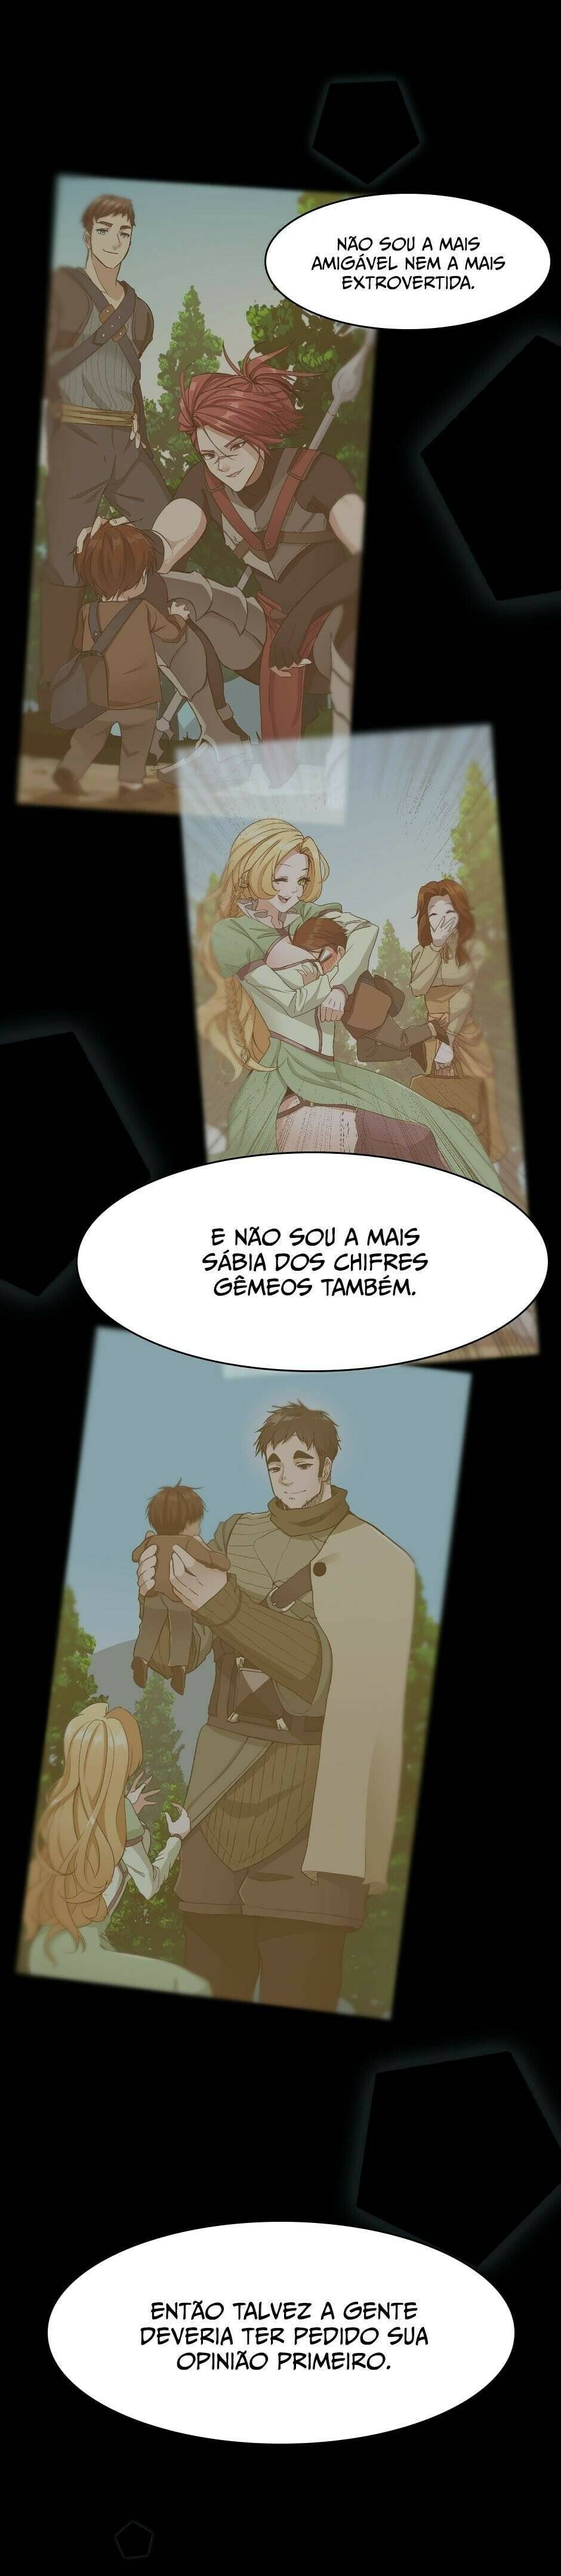 NÃO SOU A MAIS
AMIGÁVEL NEM A MAIS
EXTROVERTIDA.
E NÃO SOU A MAIS
SÁBIA DOS CHIFRES
GÊMEOS TAMBÉM.
ENTÃO TALVEZ A GENTE
DEVERIA TER PEDIDO SUA
OPINIÃO PRIMEIRO.